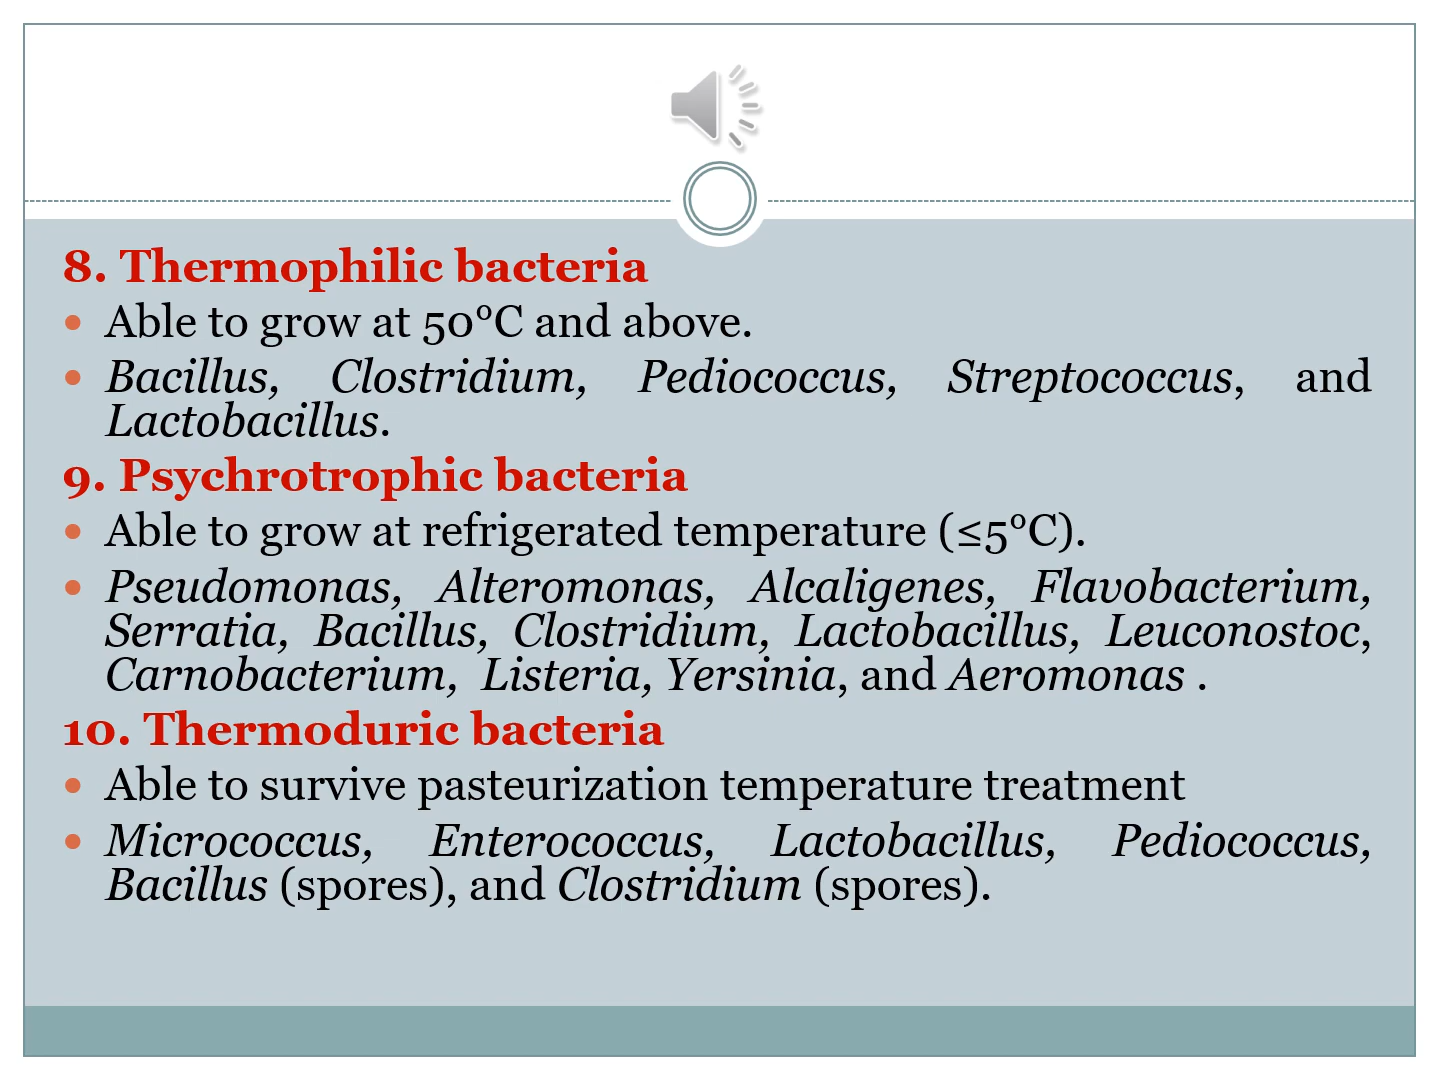 8. Thermophilic bacteria
• Able to grow at 50°C and above.
• Bacillus, Clostridium, Pediococcus, Streptococcus, and
Lactobacillus.
9. Psychrotrophic bacteria
• Able to grow at refrigerated temperature (≤5°C).
• Pseudomonas, Alteromonas, Alcaligenes, Flavobacterium,
Serratia, Bacillus, Clostridium, Lactobacillus, Leuconostoc,
Carnobacterium, Listeria, Yersinia, and Aeromonas .
10. Thermoduric bacteria
• Able to survive pasteurization temperature treatment
• Micrococcus, Enterococcus, Lactobacillus, Pediococcus,
Bacillus (spores), and Clostridium (spores).